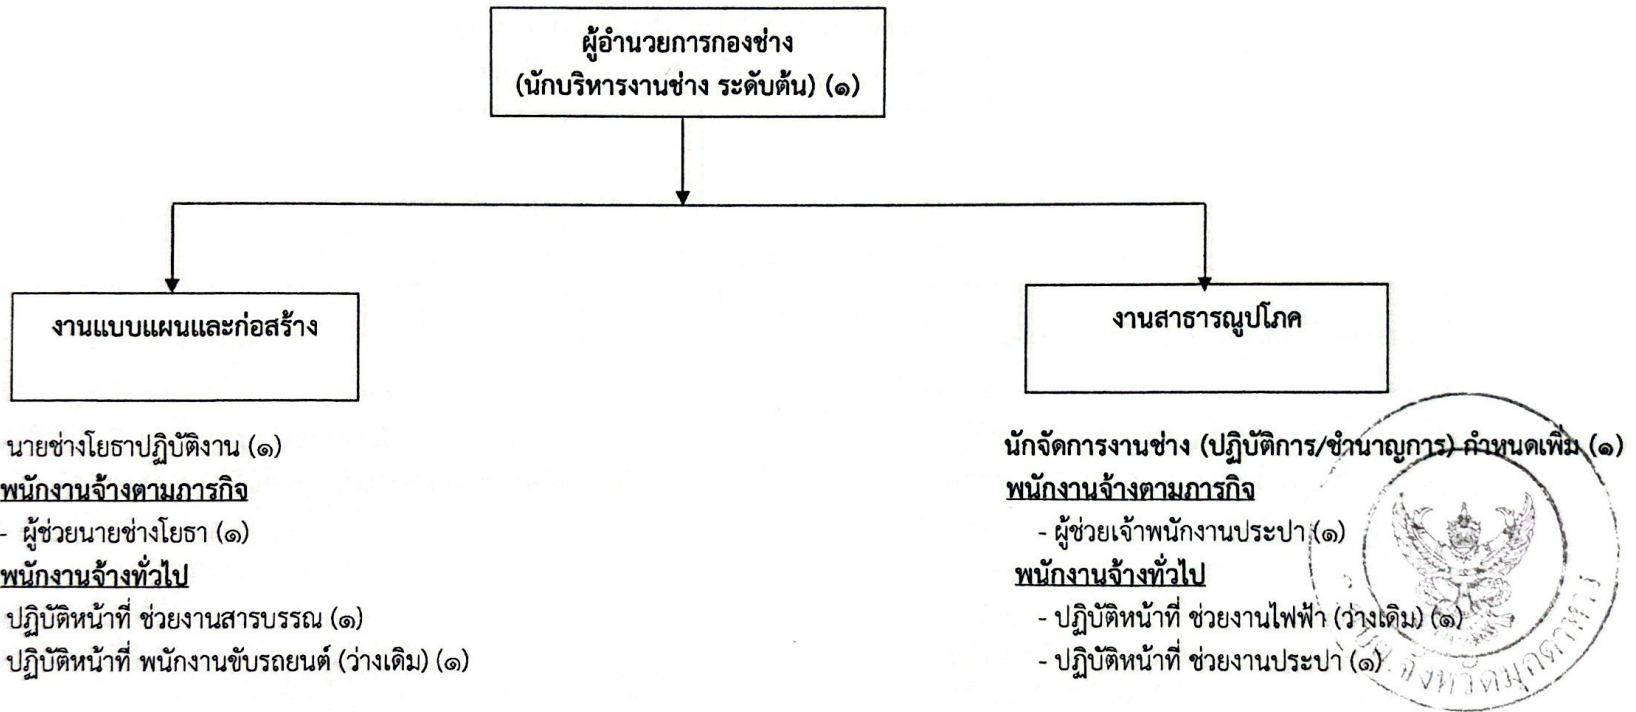 ผู้อำนวยการกองช่าง
(นักบริหารงานช่าง ระดับต้น) (๑)
งานแบบแผนและก่อสร้าง
นายช่างโยธาปฏิบัติงาน (๑)
พนักงานจ้างตามภารกิจ
- ผู้ช่วยนายช่างโยธา (๑)
พนักงานจ้างทั่วไป
ปฏิบัติหน้าที่ ช่วยงานสารบรรณ (๑)
ปฏิบัติหน้าที่ พนักงานขับรถยนต์ (ว่างเดิม) (๑)
งานสาธารณูปโภค
นักจัดการงานช่าง (ปฏิบัติการ/ชำนาญการ) กำหนดเพิ่ม (๑)
พนักงานจ้างตามภารกิจ
- ผู้ช่วยเจ้าพนักงานประปา (๑)
พนักงานจ้างทั่วไป
- ปฏิบัติหน้าที่ ช่วยงานไฟฟ้า (ว่างเดิม) (๑)
- ปฏิบัติหน้าที่ ช่วยงานประปา (๑)
จังหวัดมุกดาหาร